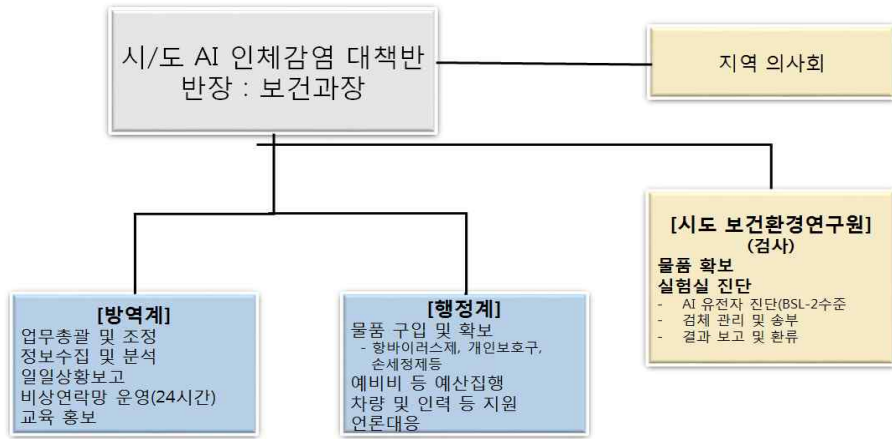 시/도 AI 인체감염 대책반
반장 : 보건과장
지역 의사회
[시도 보건환경연구원]
(검사)
물품 확보
실험실 진단
- AI 유전자 진단(BSL-2수준
- 검체 관리 및 송부
- 결과 보고 및 환류
[방역계]
업무총괄 및 조정
정보수집 및 분석
일일상황보고
비상연락망 운영(24시간)
교육 홍보
[행정계]
물품 구입 및 확보
- 항바이러스제, 개인보호구,
손세정제등
예비비 등 예산집행
차량 및 인력 등 지원
언론대응